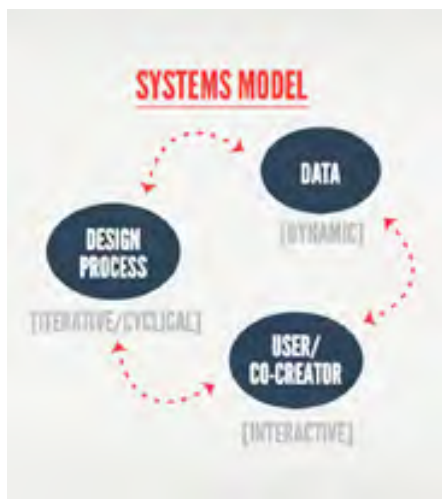 SYSTEMS MODEL
DATA
[DYNAMIC]
DESIGN
PROCESS
[ITERATIVE/CYCLICAL]
USER/
CO-CREATOR
[INTERACTIVE]